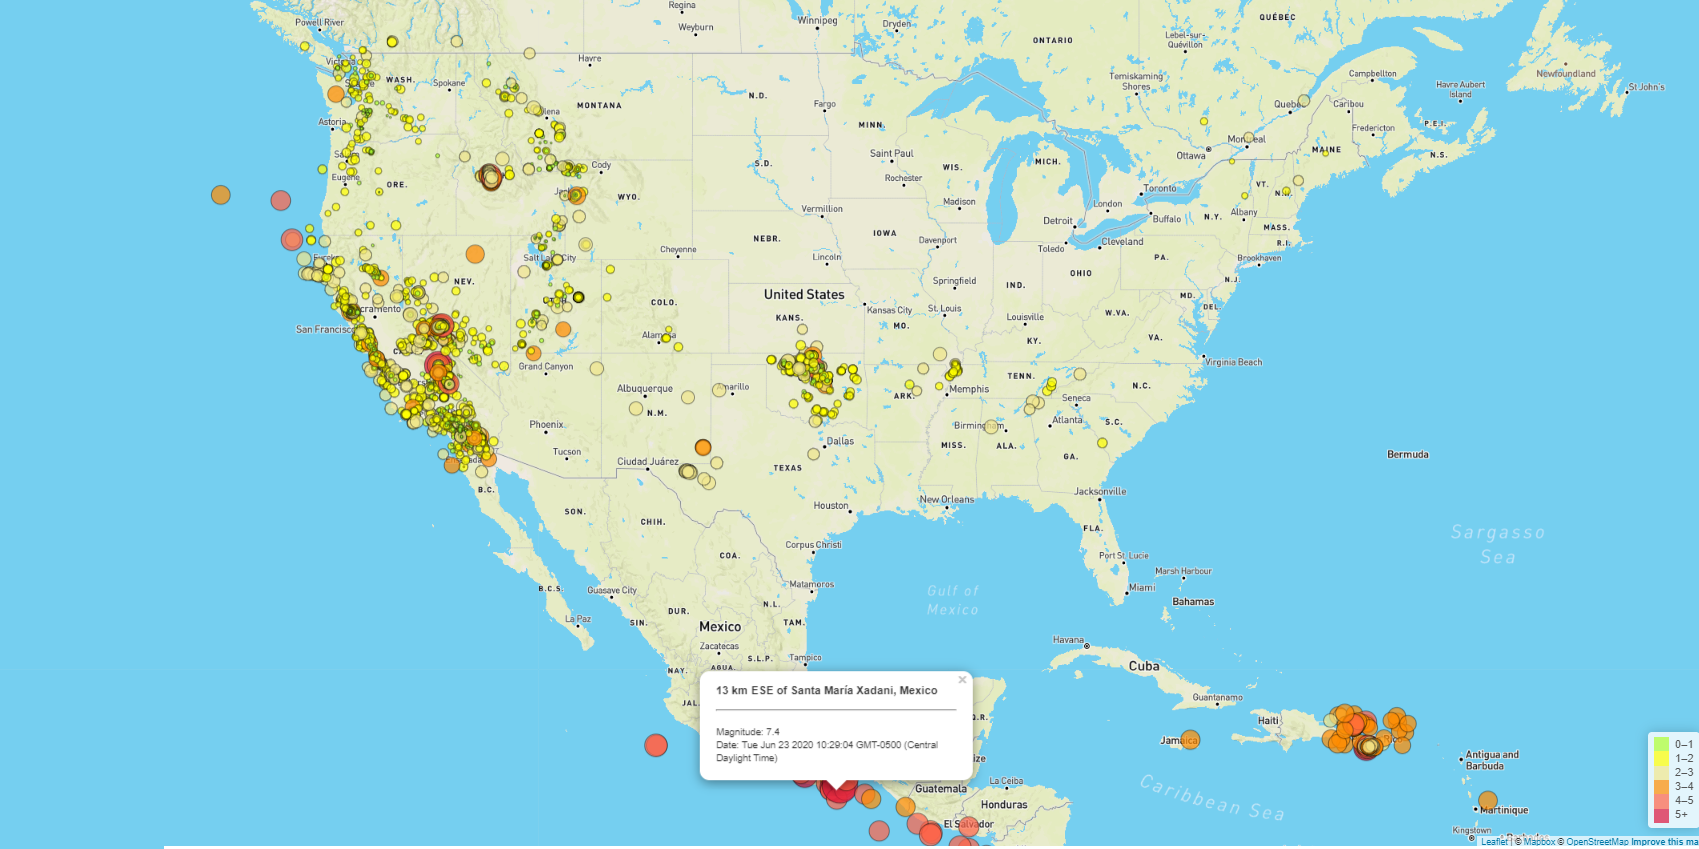 Powell River
Regina
Weyburn
Winnipeg
Dryden
ONTARIO
QUÉBEC
Lebel-sur-
Quévillon
Temiskaming
Shores
Campbellton
Newfoundland
St John's
Havre Aubert
Island
Havre
WASH.
Spokane
MONTANA
N.D.
Fargo
MINN.
Caribou
Fredericton
P.E.I.
N.S.
MAINE
Ottawa
Astoria
Eugene
ORE.
Cody
WYO.
S.D.
Saint Paul
Rochester
WIS.
MICH.
Madison
Toronto
London
Buffalo
Detroit
Toledo
Cleveland
VT.
N.Y.
Albany
MASS.
R.I.
Brookhaven
Vermillion
IOWA
Davenport
NEBR.
Lincoln
Cheyenne
Salt Lake City
NEV.
PA.
OHIO
N.J.
MD.
DEL.
IND.
Springfield
United States
KANS.
Kansas City
MO.
St. Louis
Louisville
W.VA.
VA.
KY.
Virginia Beach
COLO.
San Francisco
Grand Canyon
Albuquerque
N.M.
Amarillo
ARK.
Memphis
TENN.
N.C.
Seneca
S.C.
Atlanta
MISS.
ALA.
GA.
Phoenix
Tucson
Ciudad Juárez
TEXAS
Dallas
Houston
New Orleans
Jacksonville
FLA.
Bermuda
Sargasso
Sea
B.C.
SON.
CHIH.
COA.
Corpus Christi
Matamoros
Port St. Lucie
Miami
Marsh Harbour
Bahamas
Gulf of
Mexico
B.C.S.
Guasave City
La Paz
SIN.
DUR.
N.L.
TAM.
Mexico
Zacatecas
NAY.
AGUA.
S.L.P.
Tampico
Havana
Cuba
Guantanamo
Haiti
Jamaica
JAL.
Q.R.
13 km ESE of Santa María Xadani, Mexico
×
Magnitude: 7.4
Date: Tue Jun 23 2020 10:29:04 GMT-0500 (Central
Daylight Time)
Guatemala
La Ceiba
Honduras
El Salvador
Caribbean Sea
Antigua and
Barbuda
Martinique
Kingstown
Barbados
0–1
1–2
2–3
3–4
4–5
5+
Leaflet | © Mapbox © OpenStreetMap Improve this ma